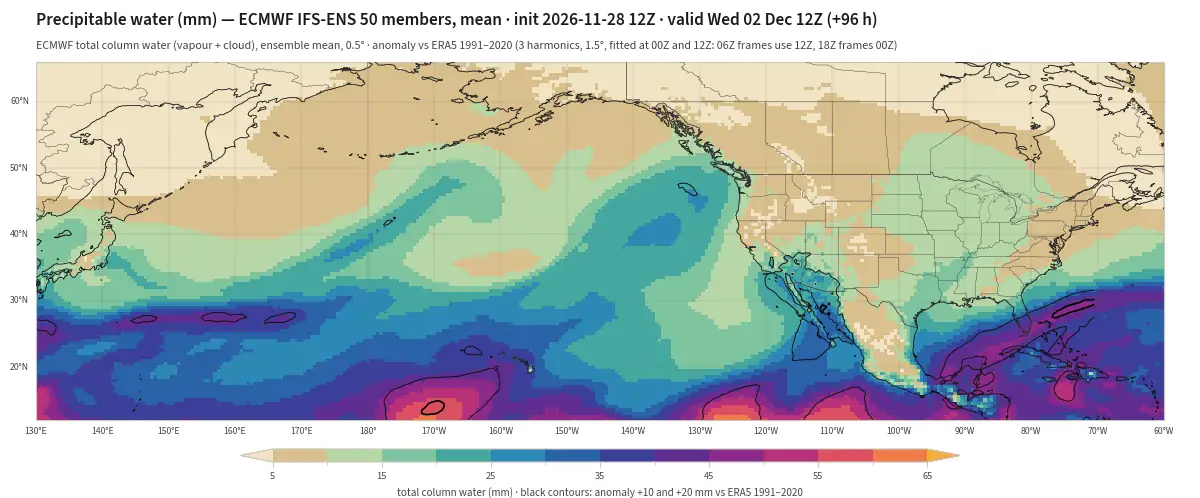 Precipitable water (mm) — ECMWF IFS-ENS 50 members, mean · init 2026-11-28 12Z · valid Wed 02 Dec 12Z (+96 h)
ECMWF total column water (vapour + cloud), ensemble mean, 0.5° · anomaly vs ERA5 1991–2020 (3 harmonics, 1.5°, fitted at 00Z and 12Z: 06Z frames use 12Z, 18Z frames 00Z)
60°N
50°N
40°N
30°N
20°N
130°E 140°E 150°E 160°E 170°E 180° 170°W 160°W 150°W 140°W 130°W 120°W 110°W 100°W 90°W 80°W 70°W 60°W
5 15 25 35 45 55 65
total column water (mm) · black contours: anomaly +10 and +20 mm vs ERA5 1991–2020